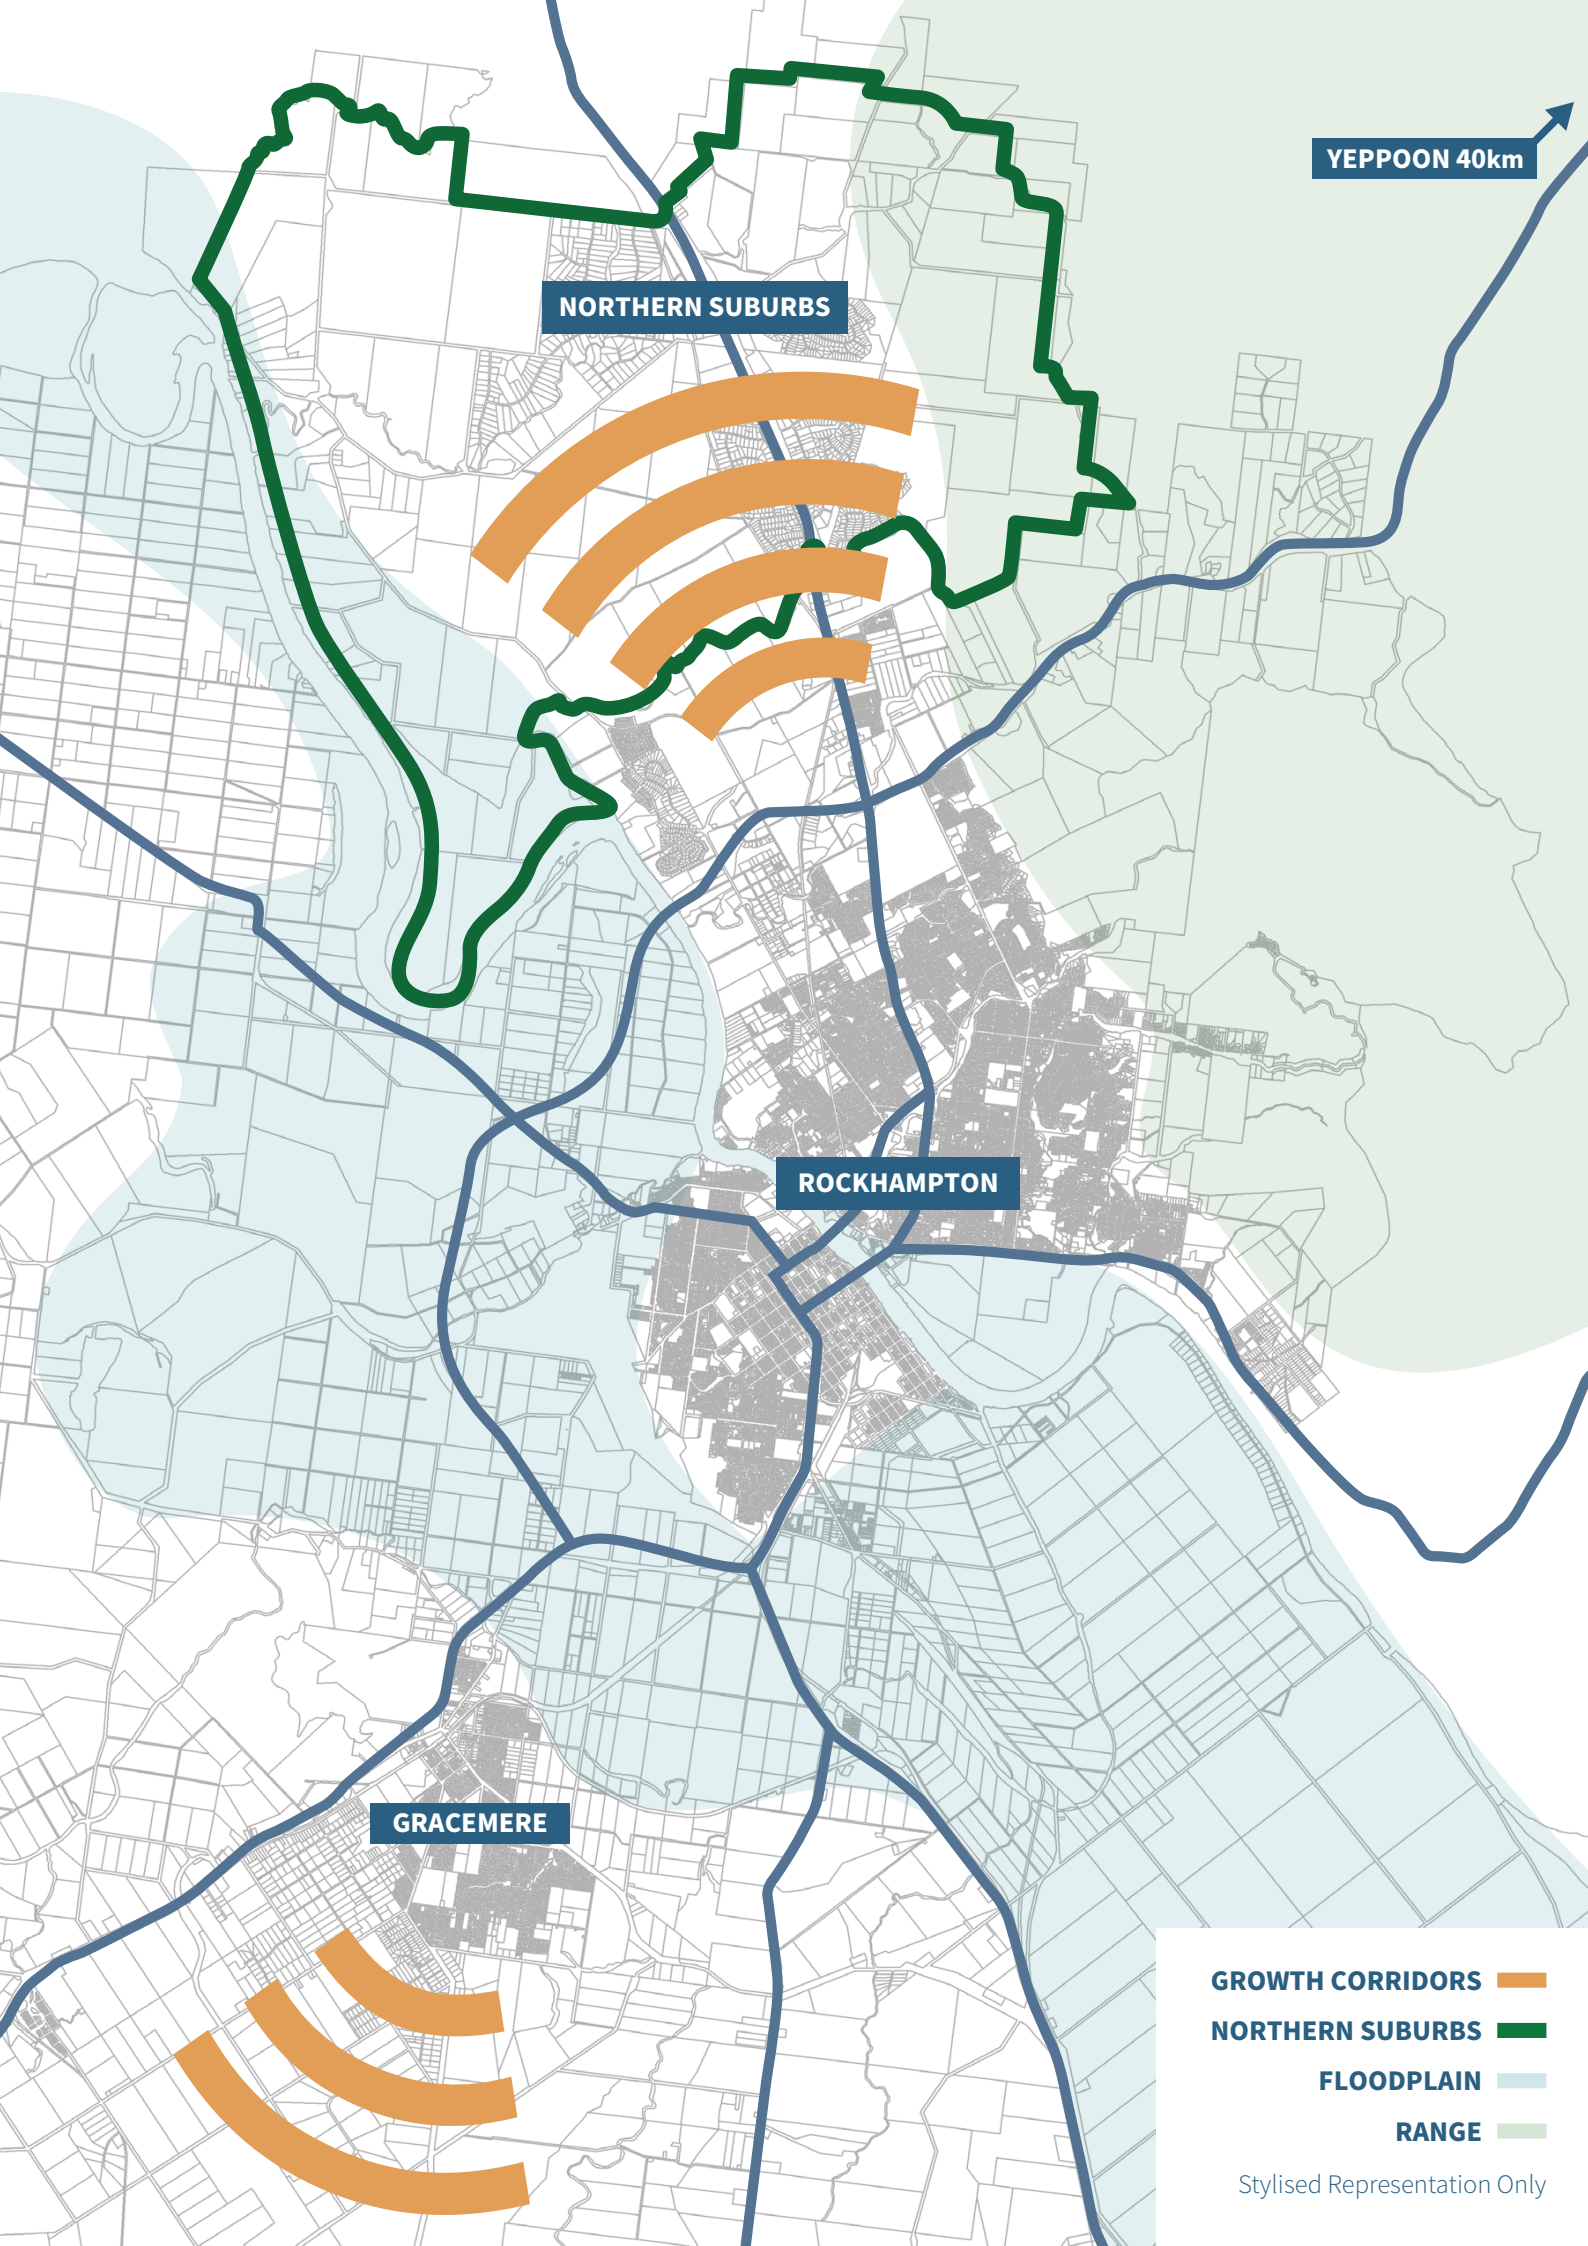 YEPPOON 40km
NORTHERN SUBURBS
ROCKHAMPTON
GRACEMERE
GROWTH CORRIDORS
NORTHERN SUBURBS
FLOODPLAIN
RANGE
Stylised Representation Only